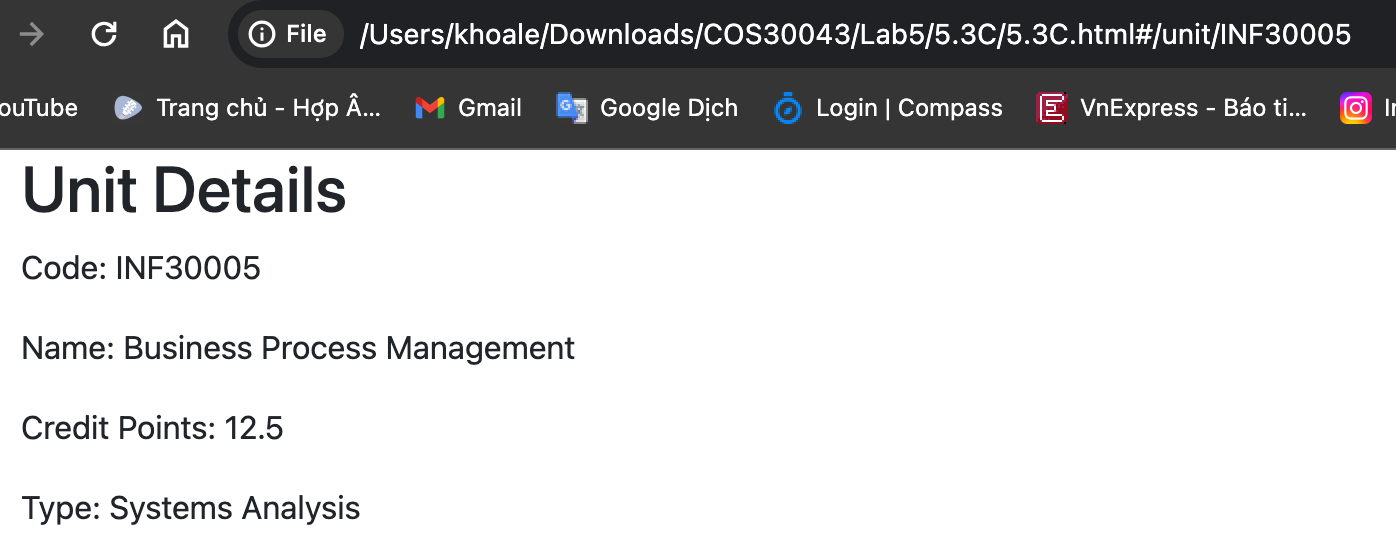 File /Users/khoale/Downloads/COS30043/Lab5/5.3C/5.3C.html#/unit/INF30005
ouTube Trang chủ - Hợp Â... Gmail Google Dịch Login | Compass VnExpress - Báo ti... I
Unit Details
Code: INF30005
Name: Business Process Management
Credit Points: 12.5
Type: Systems Analysis